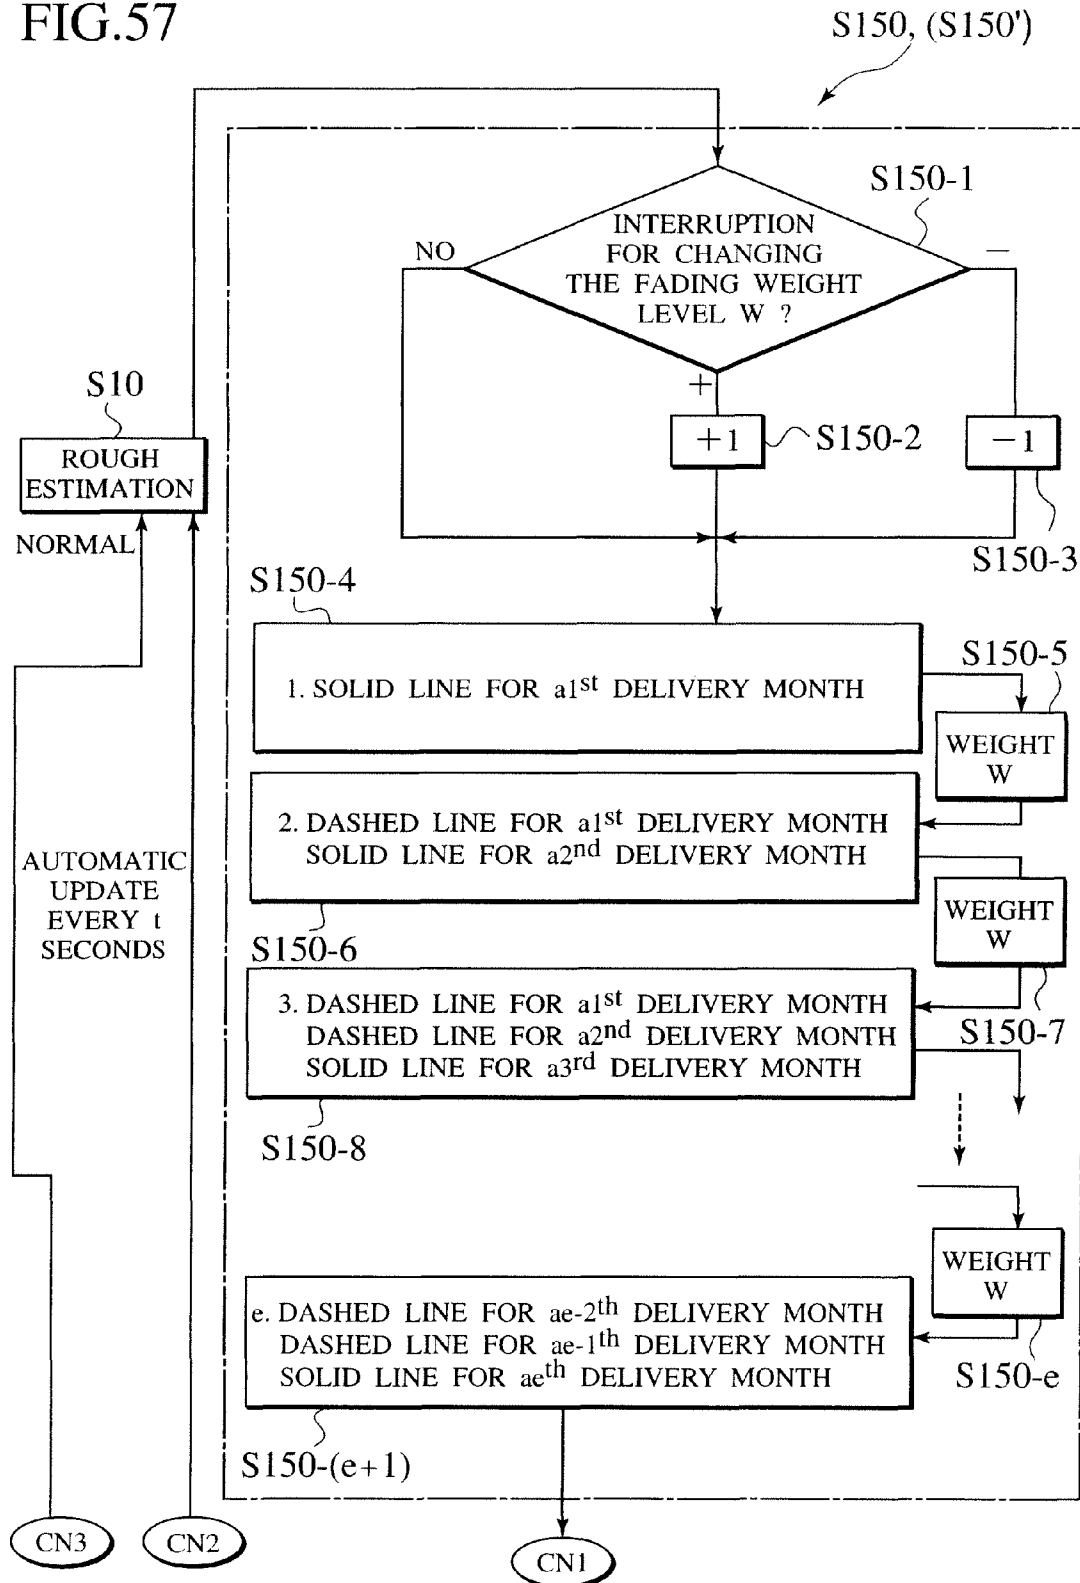 FIG.57
S150, (S150')
S150-1
INTERRUPTION
FOR CHANGING
THE FADING WEIGHT
LEVEL W ?
NO
−
+
S10
ROUGH
ESTIMATION
+1
S150-2
−1
S150-3
NORMAL
S150-4
1. SOLID LINE FOR a1st DELIVERY MONTH
S150-5
WEIGHT
W
2. DASHED LINE FOR a1st DELIVERY MONTH
SOLID LINE FOR a2nd DELIVERY MONTH
S150-6
WEIGHT
W
S150-7
AUTOMATIC
UPDATE
EVERY t
SECONDS
3. DASHED LINE FOR a1st DELIVERY MONTH
DASHED LINE FOR a2nd DELIVERY MONTH
SOLID LINE FOR a3rd DELIVERY MONTH
S150-8
WEIGHT
W
S150-e
e. DASHED LINE FOR ae-2th DELIVERY MONTH
DASHED LINE FOR ae-1th DELIVERY MONTH
SOLID LINE FOR aeth DELIVERY MONTH
S150-(e+1)
CN3
CN2
CN1